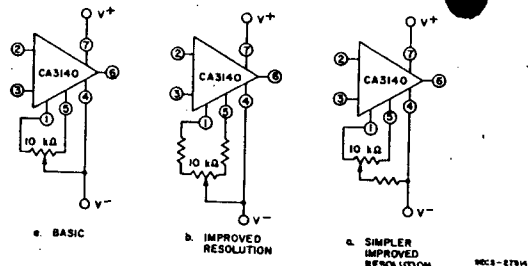 V+
7
2
CA3140
6
3
5
4
1
10 kΩ
V−
a. BASIC
V+
7
2
CA3140
6
3
5
4
1
10 kΩ
V−
b. IMPROVED
RESOLUTION
V+
7
2
CA3140
6
3
4
5
1
10 kΩ
V−
SIMPLER
IMPROVED
RESOLUTION